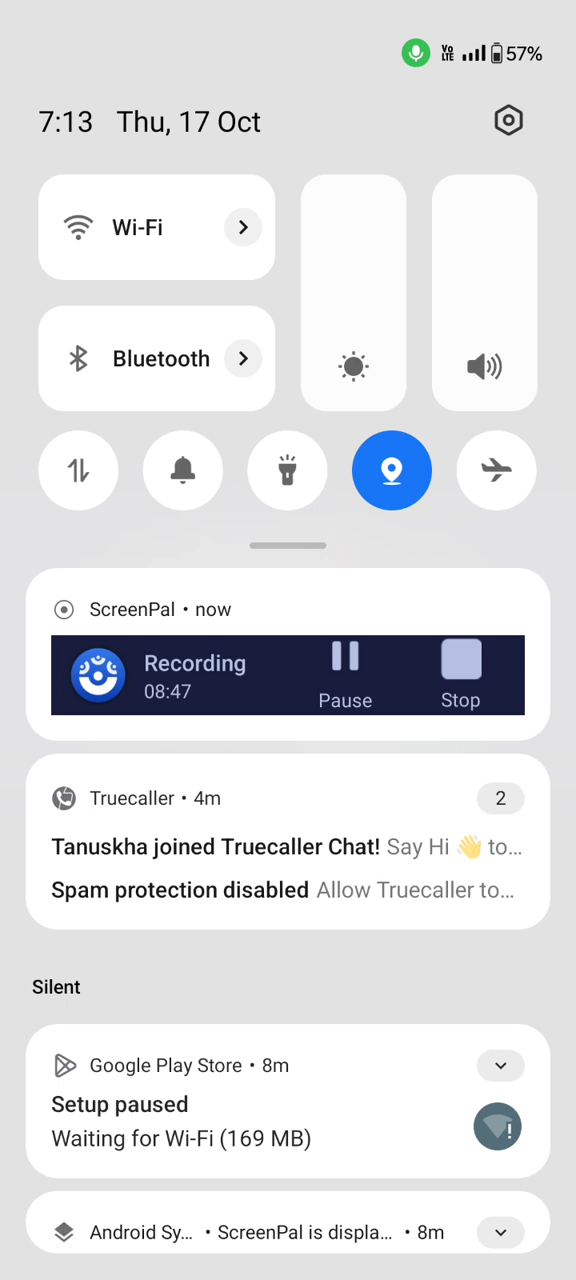 Vo LTE 57%
7:13 Thu, 17 Oct
Wi-Fi
Bluetooth
ScreenPal • now
Recording
08:47
Pause
Stop
Truecaller • 4m
2
Tanuskha joined Truecaller Chat! Say Hi 👋 to...
Spam protection disabled Allow Truecaller to...
Silent
Google Play Store • 8m
Setup paused
Waiting for Wi-Fi (169 MB)
Android Sy... • ScreenPal is displa... • 8m